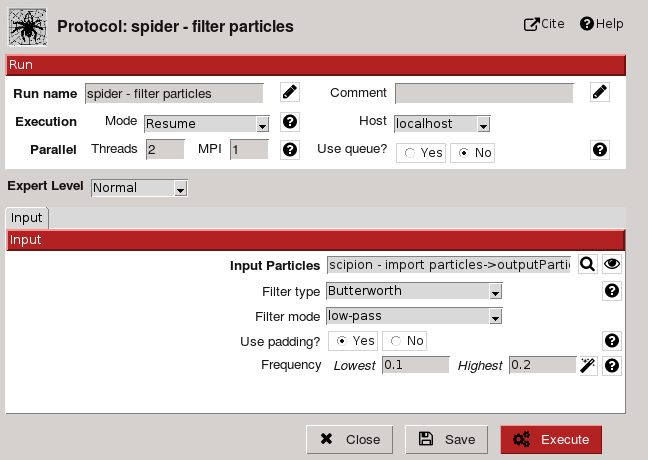 Protocol: spider - filter particles Cite Help
Run
Run name spider - filter particles Comment
Execution Mode Resume Host localhost
Parallel Threads 2 MPI 1 Use queue? Yes No
Expert Level Normal
Input
Input
Input Particles scipion - import particles->outputParti
Filter type Butterworth
Filter mode low-pass
Use padding? Yes No
Frequency Lowest 0.1 Highest 0.2
Close Save Execute